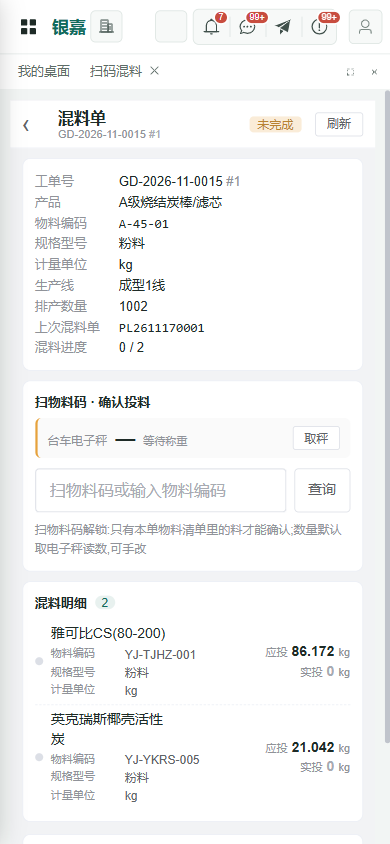 银嘉
7
99+
99+
我的桌面
扫码混料
混料单
GD-2026-11-0015 #1
未完成
刷新
工单号 GD-2026-11-0015 #1
产品 A级烧结炭棒/滤芯
物料编码 A-45-01
规格型号 粉料
计量单位 kg
生产线 成型1线
排产数量 1002
上次混料单 PL2611170001
混料进度 0 / 2
扫物料码 · 确认投料
台车电子秤 — 等待称重 取秤
扫物料码或输入物料编码 查询
扫物料码解锁;只有本单物料清单里的料才能确认;数量默认
取电子秤读数,可手改
混料明细 2
雅可比CS(80-200)
物料编码 YJ-TJHZ-001
规格型号 粉料
计量单位 kg
应投 86.172 kg
实投 0 kg
英克瑞斯椰壳活性
炭
物料编码 YJ-YKRS-005
规格型号 粉料
计量单位 kg
应投 21.042 kg
实投 0 kg